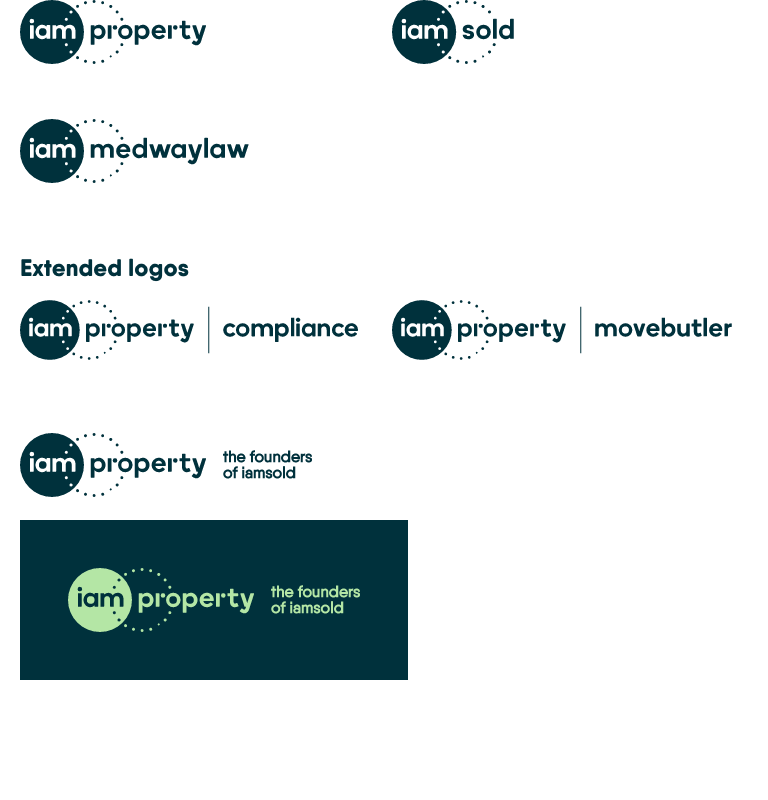 iam property
iam sold
iam medwaylaw
Extended logos
iam property | compliance
iam property | movebutler
iam property the founders
of iamsold
iam property the founders
of iamsold